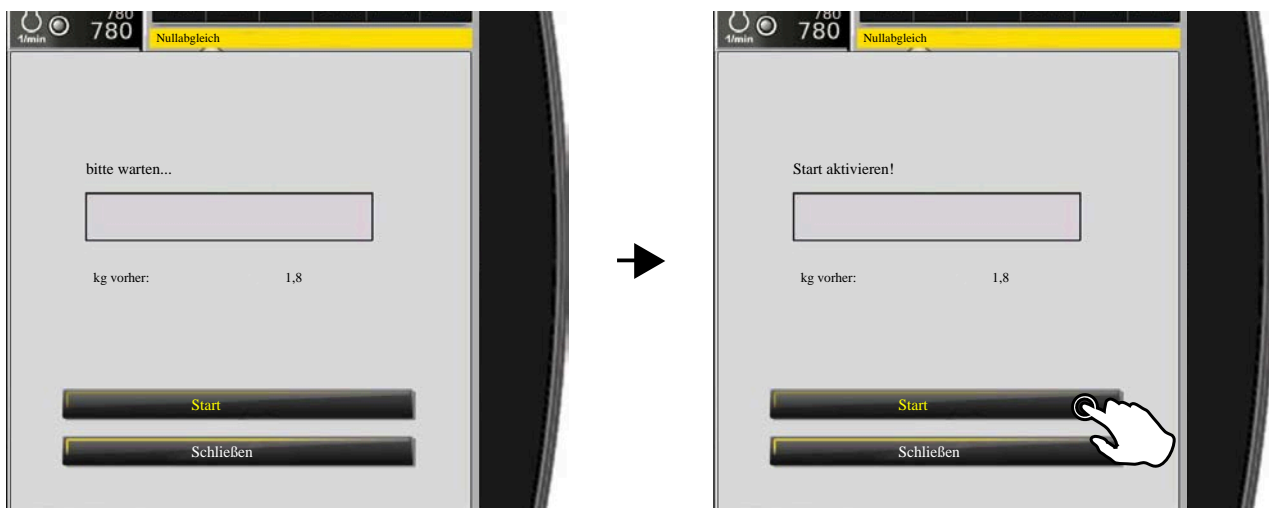 780
1/min
780
Nullabgleich
bitte warten...
kg vorher:
1,8
Start
Schließen
780
1/min
780
Nullabgleich
Start aktivieren!
kg vorher:
1,8
Start
Schließen